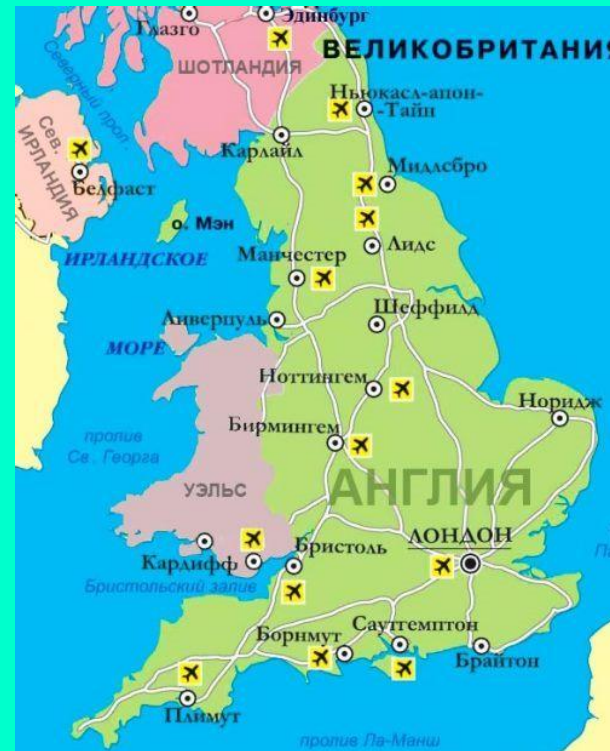 Эдинбург
Глазго
ВЕЛИКОБРИТАНИЯ
ШОТЛАНДИЯ
Северный прол.
Ньюкасл-апон-
-Тайн
Сев.
ИРЛАНДИЯ
Карлайл
Белфаст
Мидлсбро
о. Мэн
Лидс
ИРЛАНДСКОЕ
Манчестер
Ливерпуль
Шеффилд
МОРЕ
Ноттингем
Норидж
Бирмингем
пролив
Св. Георга
УЭЛЬС
АНГЛИЯ
ЛОНДОН
Бристоль
Кардифф
Бристольский залив
Саутгемптон
Борнмут
Брайтон
Плимут
пролив Ла-Манш